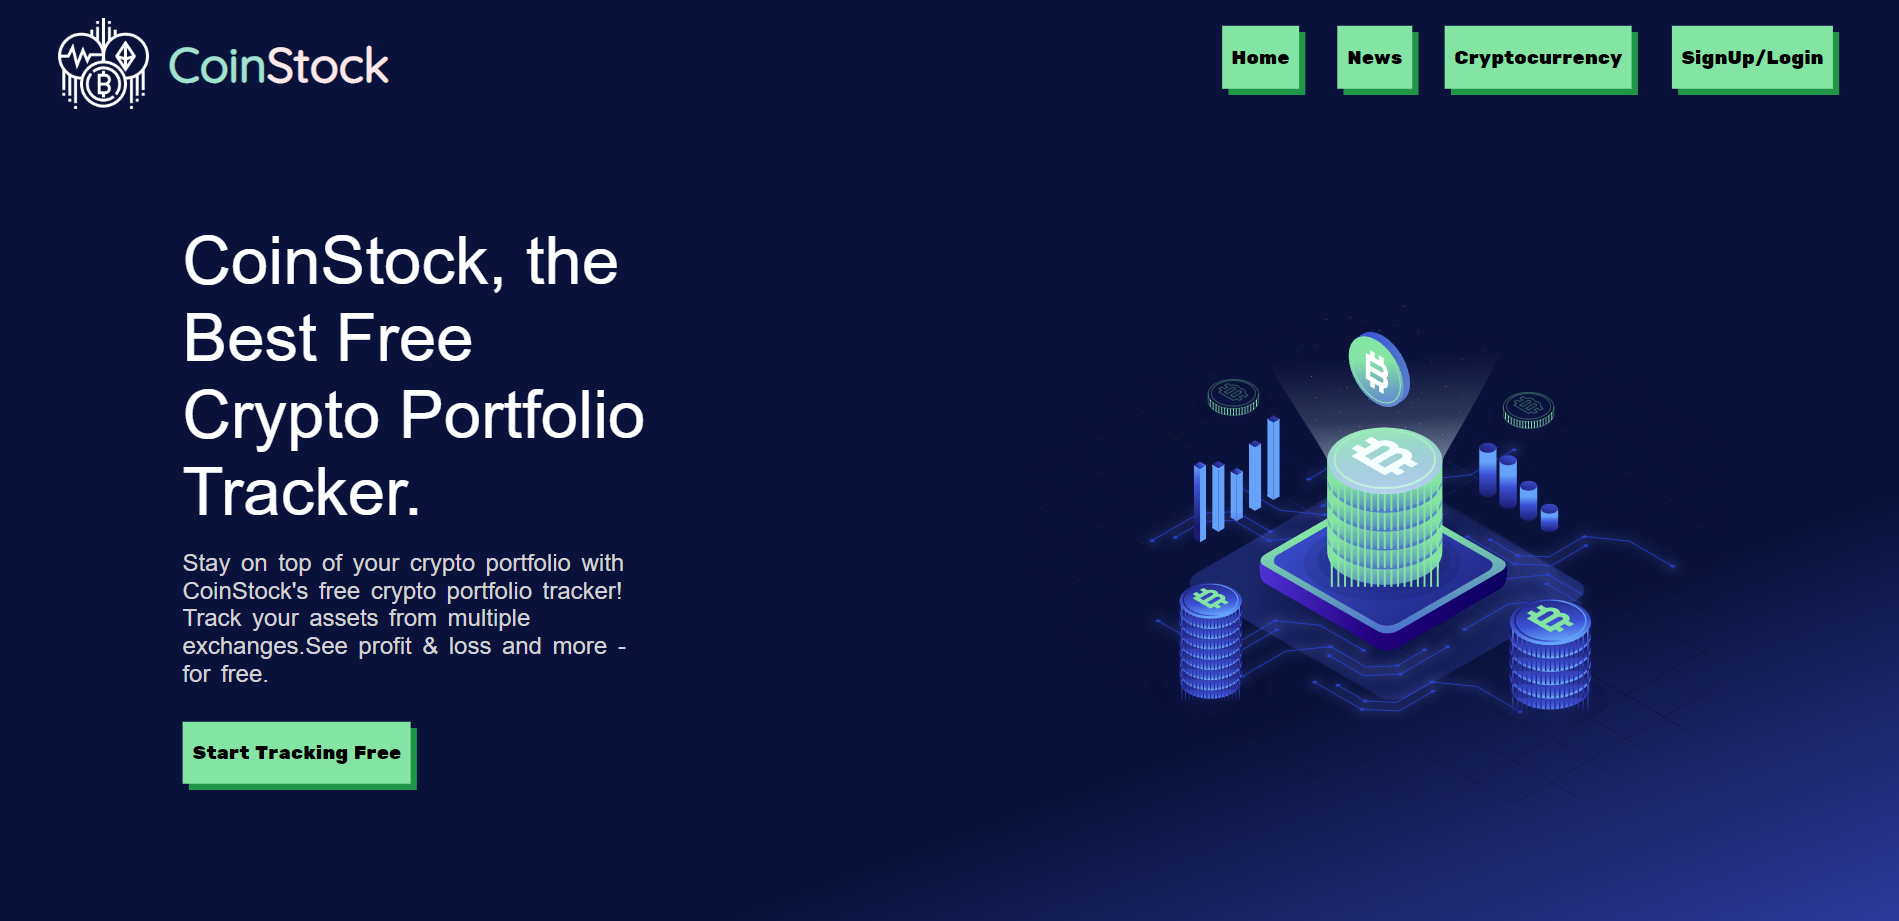 CoinStock
Home
News
Cryptocurrency
SignUp/Login
CoinStock, the
Best Free
Crypto Portfolio
Tracker.
Stay on top of your crypto portfolio with
CoinStock's free crypto portfolio tracker!
Track your assets from multiple
exchanges.See profit & loss and more -
for free.
Start Tracking Free